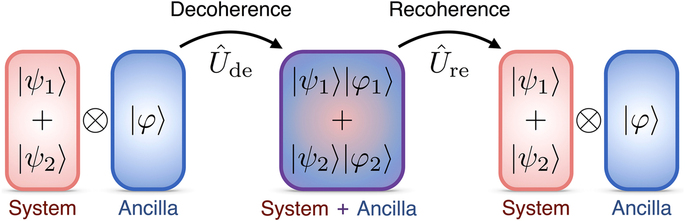 Decoherence Recoherence
Û_de Û_re
|ψ₁⟩ |ψ₁⟩|φ₁⟩ |ψ₁⟩
+ ⊗ |φ⟩ + + ⊗ |φ⟩
|ψ₂⟩ |ψ₂⟩|φ₂⟩ |ψ₂⟩
System Ancilla System + Ancilla System Ancilla